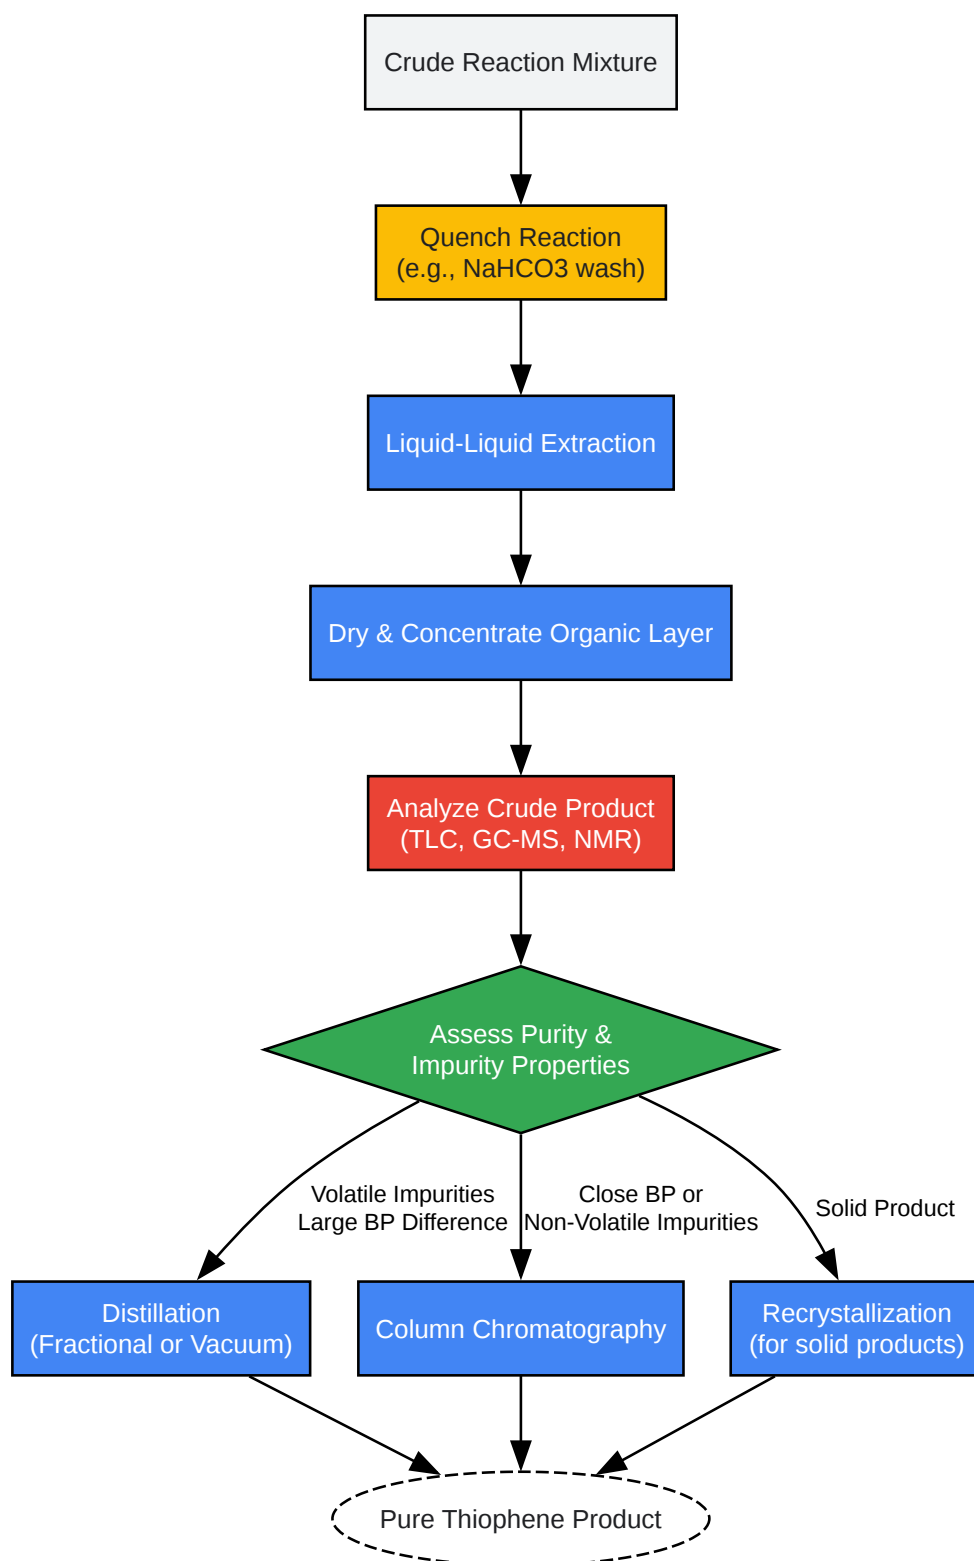 Crude Reaction Mixture
Quench Reaction
(e.g., NaHCO3 wash)
Liquid-Liquid Extraction
Dry & Concentrate Organic Layer
Analyze Crude Product
(TLC, GC-MS, NMR)
Assess Purity &
Impurity Properties
Volatile Impurities
Large BP Difference
Close BP or
Non-Volatile Impurities
Solid Product
Distillation
(Fractional or Vacuum)
Column Chromatography
Recrystallization
(for solid products)
Pure Thiophene Product